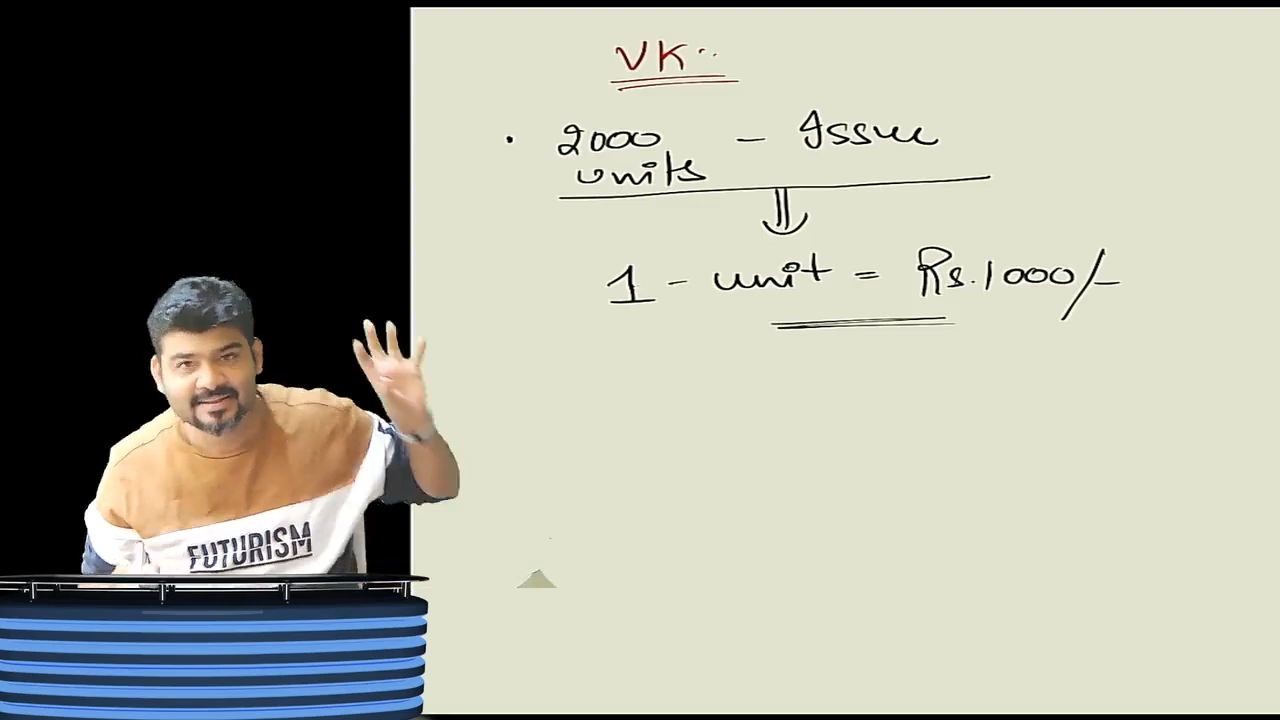 VK..
. 2000 - Issue
units
1 - unit = Rs.1000/-
FUTURISM